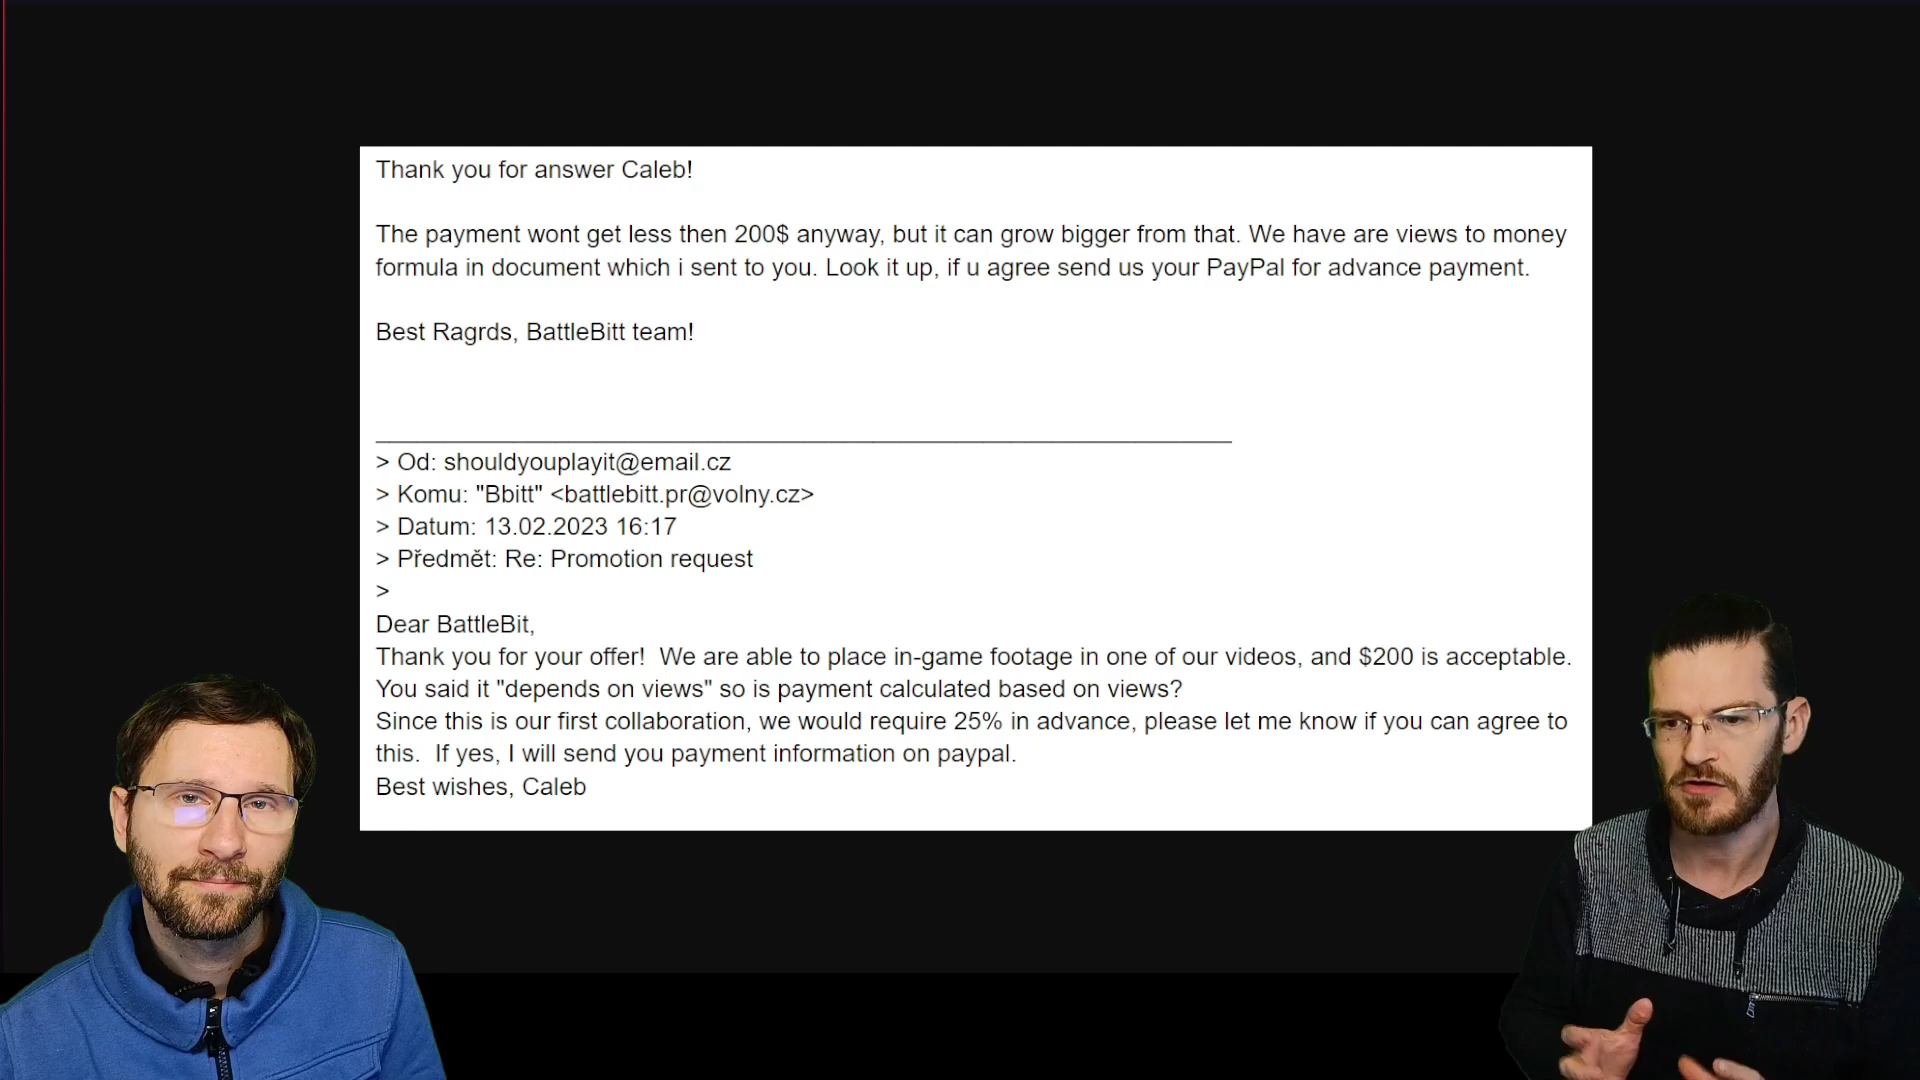 Thank you for answer Caleb!
The payment wont get less then 200$ anyway, but it can grow bigger from that. We have are views to money
formula in document which i sent to you. Look it up, if u agree send us your PayPal for advance payment.
Best Ragrds, BattleBitt team!
> Od: shouldyouplayit@email.cz
> Komu: "Bbitt" <battlebitt.pr@volny.cz>
> Datum: 13.02.2023 16:17
> Předmět: Re: Promotion request
>
Dear BattleBit,
Thank you for your offer!  We are able to place in-game footage in one of our videos, and $200 is acceptable.
You said it "depends on views" so is payment calculated based on views?
Since this is our first collaboration, we would require 25% in advance, please let me know if you can agree to
this.  If yes, I will send you payment information on paypal.
Best wishes, Caleb